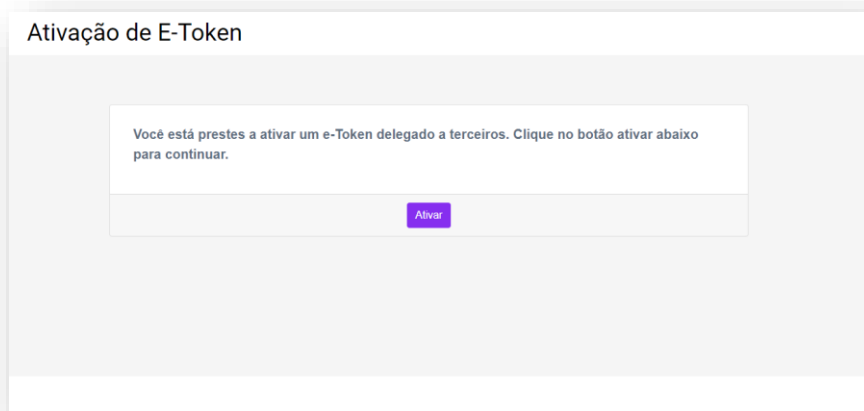 Ativação de E-Token
Você está prestes a ativar um e-Token delegado a terceiros. Clique no botão ativar abaixo
para continuar.
Ativar